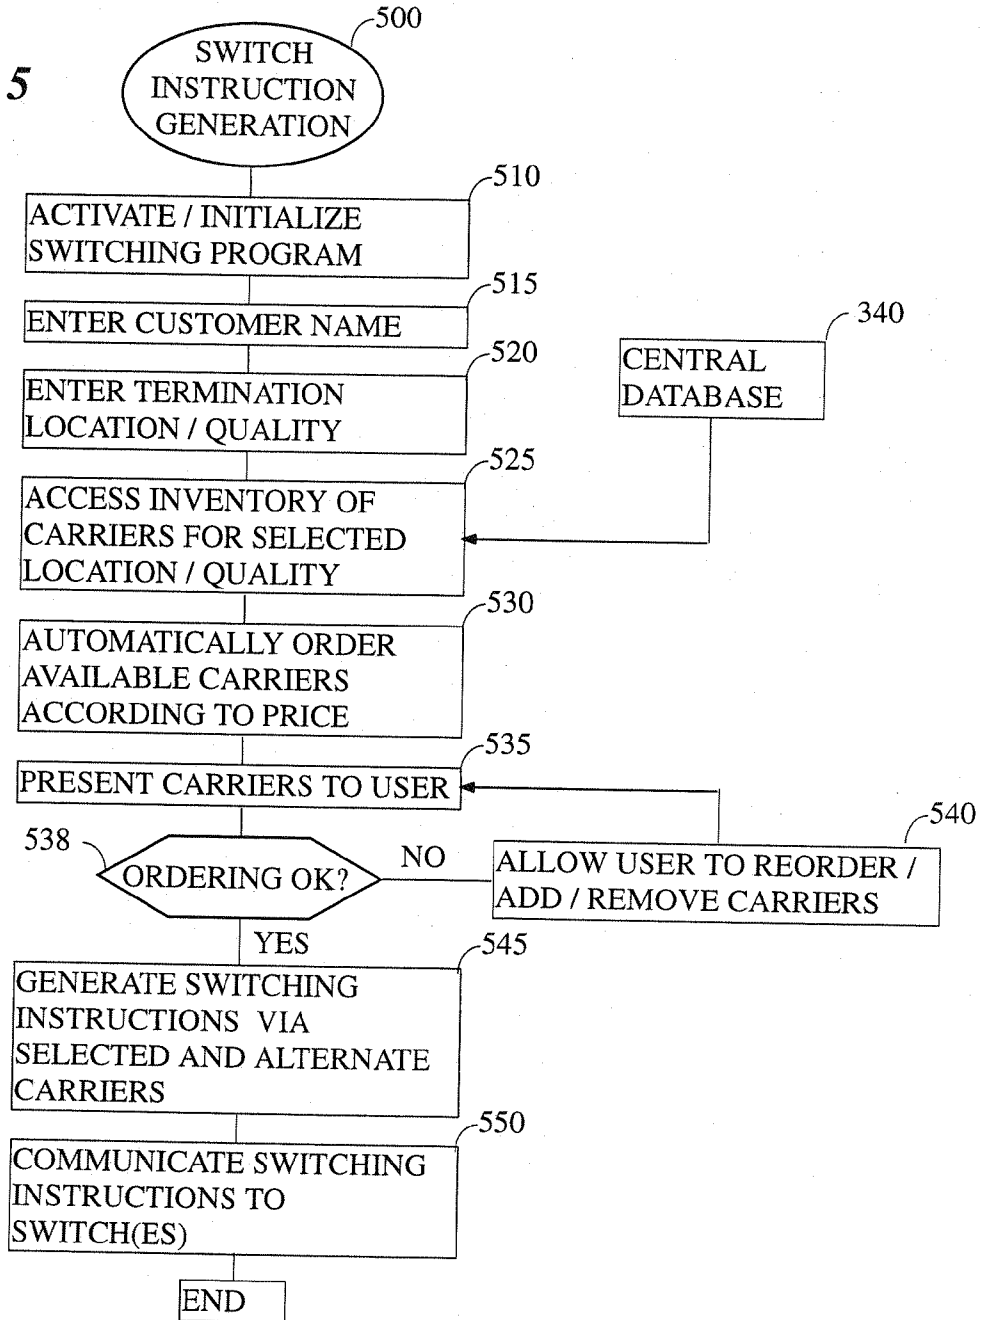 500
5
SWITCH
INSTRUCTION
GENERATION
510
ACTIVATE / INITIALIZE
SWITCHING PROGRAM
515
ENTER CUSTOMER NAME
340
CENTRAL
DATABASE
520
ENTER TERMINATION
LOCATION / QUALITY
525
ACCESS INVENTORY OF
CARRIERS FOR SELECTED
LOCATION / QUALITY
530
AUTOMATICALLY ORDER
AVAILABLE CARRIERS
ACCORDING TO PRICE
535
PRESENT CARRIERS TO USER
538
ORDERING OK?
NO
540
ALLOW USER TO REORDER /
ADD / REMOVE CARRIERS
YES
545
GENERATE SWITCHING
INSTRUCTIONS VIA
SELECTED AND ALTERNATE
CARRIERS
550
COMMUNICATE SWITCHING
INSTRUCTIONS TO
SWITCH(ES)
END